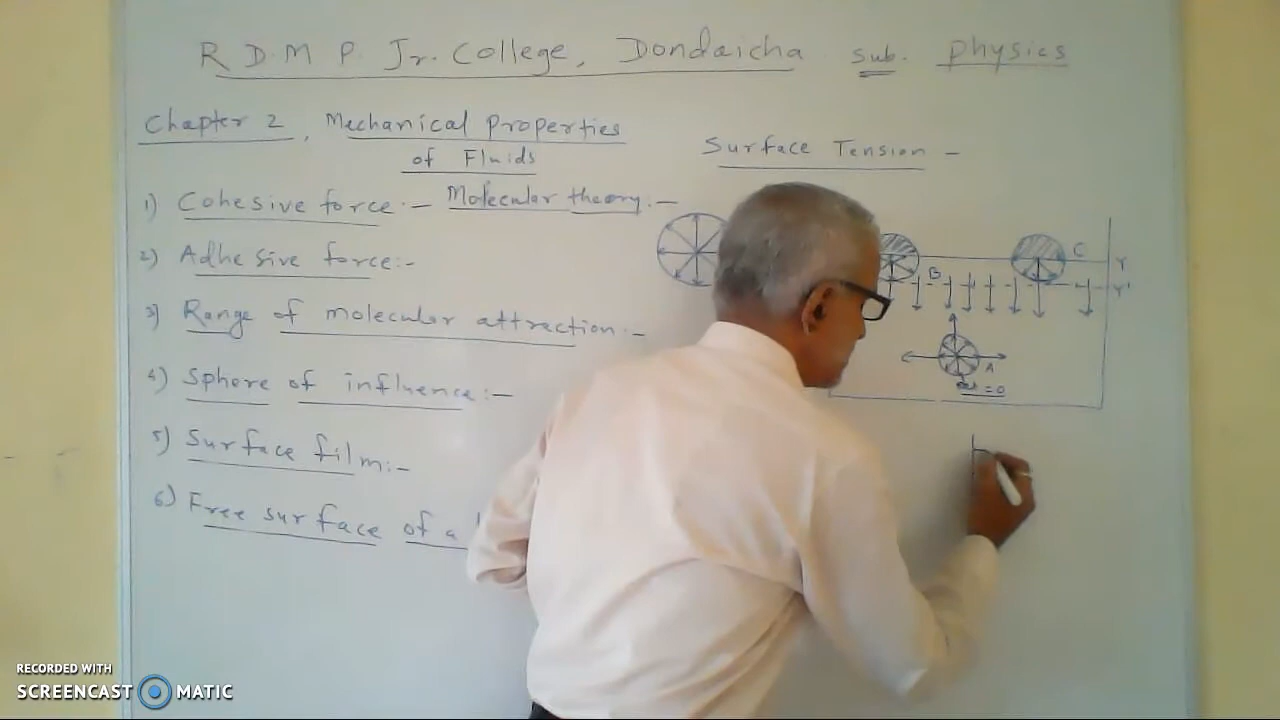 R D.M P. Jr. College, Dondaicha. sub. physics
Chapter 2, Mechanical properties
of Fluids
Surface Tension -
1) Cohesive force:- Molecular theory:-
2) Adhesive force:-
3) Range of molecular attraction:-
4) Sphere of influence:-
5) Surface film:-
6) Free surface of a
B
C
Y
Y'
A
=0
RECORDED WITH
SCREENCAST-O-MATIC